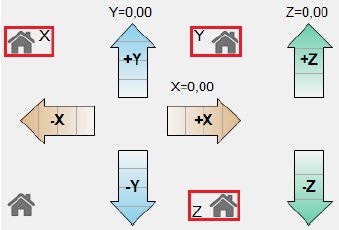 Y=0,00
Z=0,00
X
Y
+Y
+Z
X=0,00
-X
+X
-Y
-Z
Z